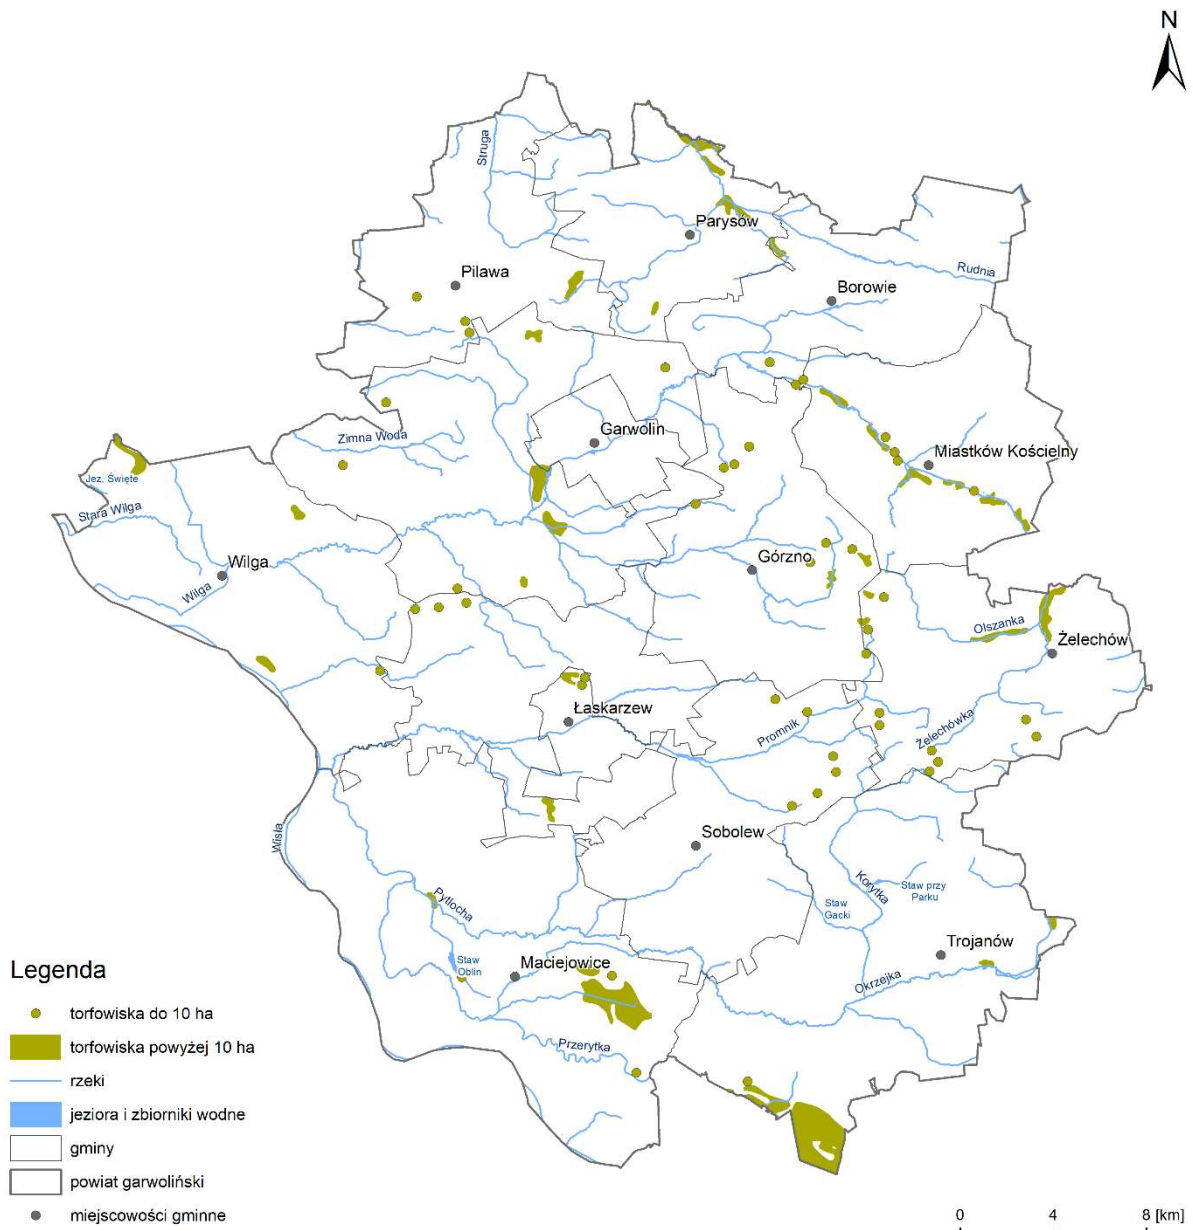 N
Struga
Parysów
Rudnia
Pilawa
Borowie
Garwolin
Zimna Woda
Miastków Kościelny
Jez. Święte
Stara Wilga
Wilga
Wilga
Górzno
Olszanka
Żelechów
Łaskarzew
Promnik
Żelechówka
Wisła
Sobolew
Korytka
Staw przy
Parku
Pytlocha
Staw
Gacki
Trojanów
Staw
Oblin
Maciejowice
Okrzejka
Przerytka
Legenda
torfowiska do 10 ha
torfowiska powyżej 10 ha
rzeki
jeziora i zbiorniki wodne
gminy
powiat garwoliński
miejscowości gminne
0 4 8 [km]